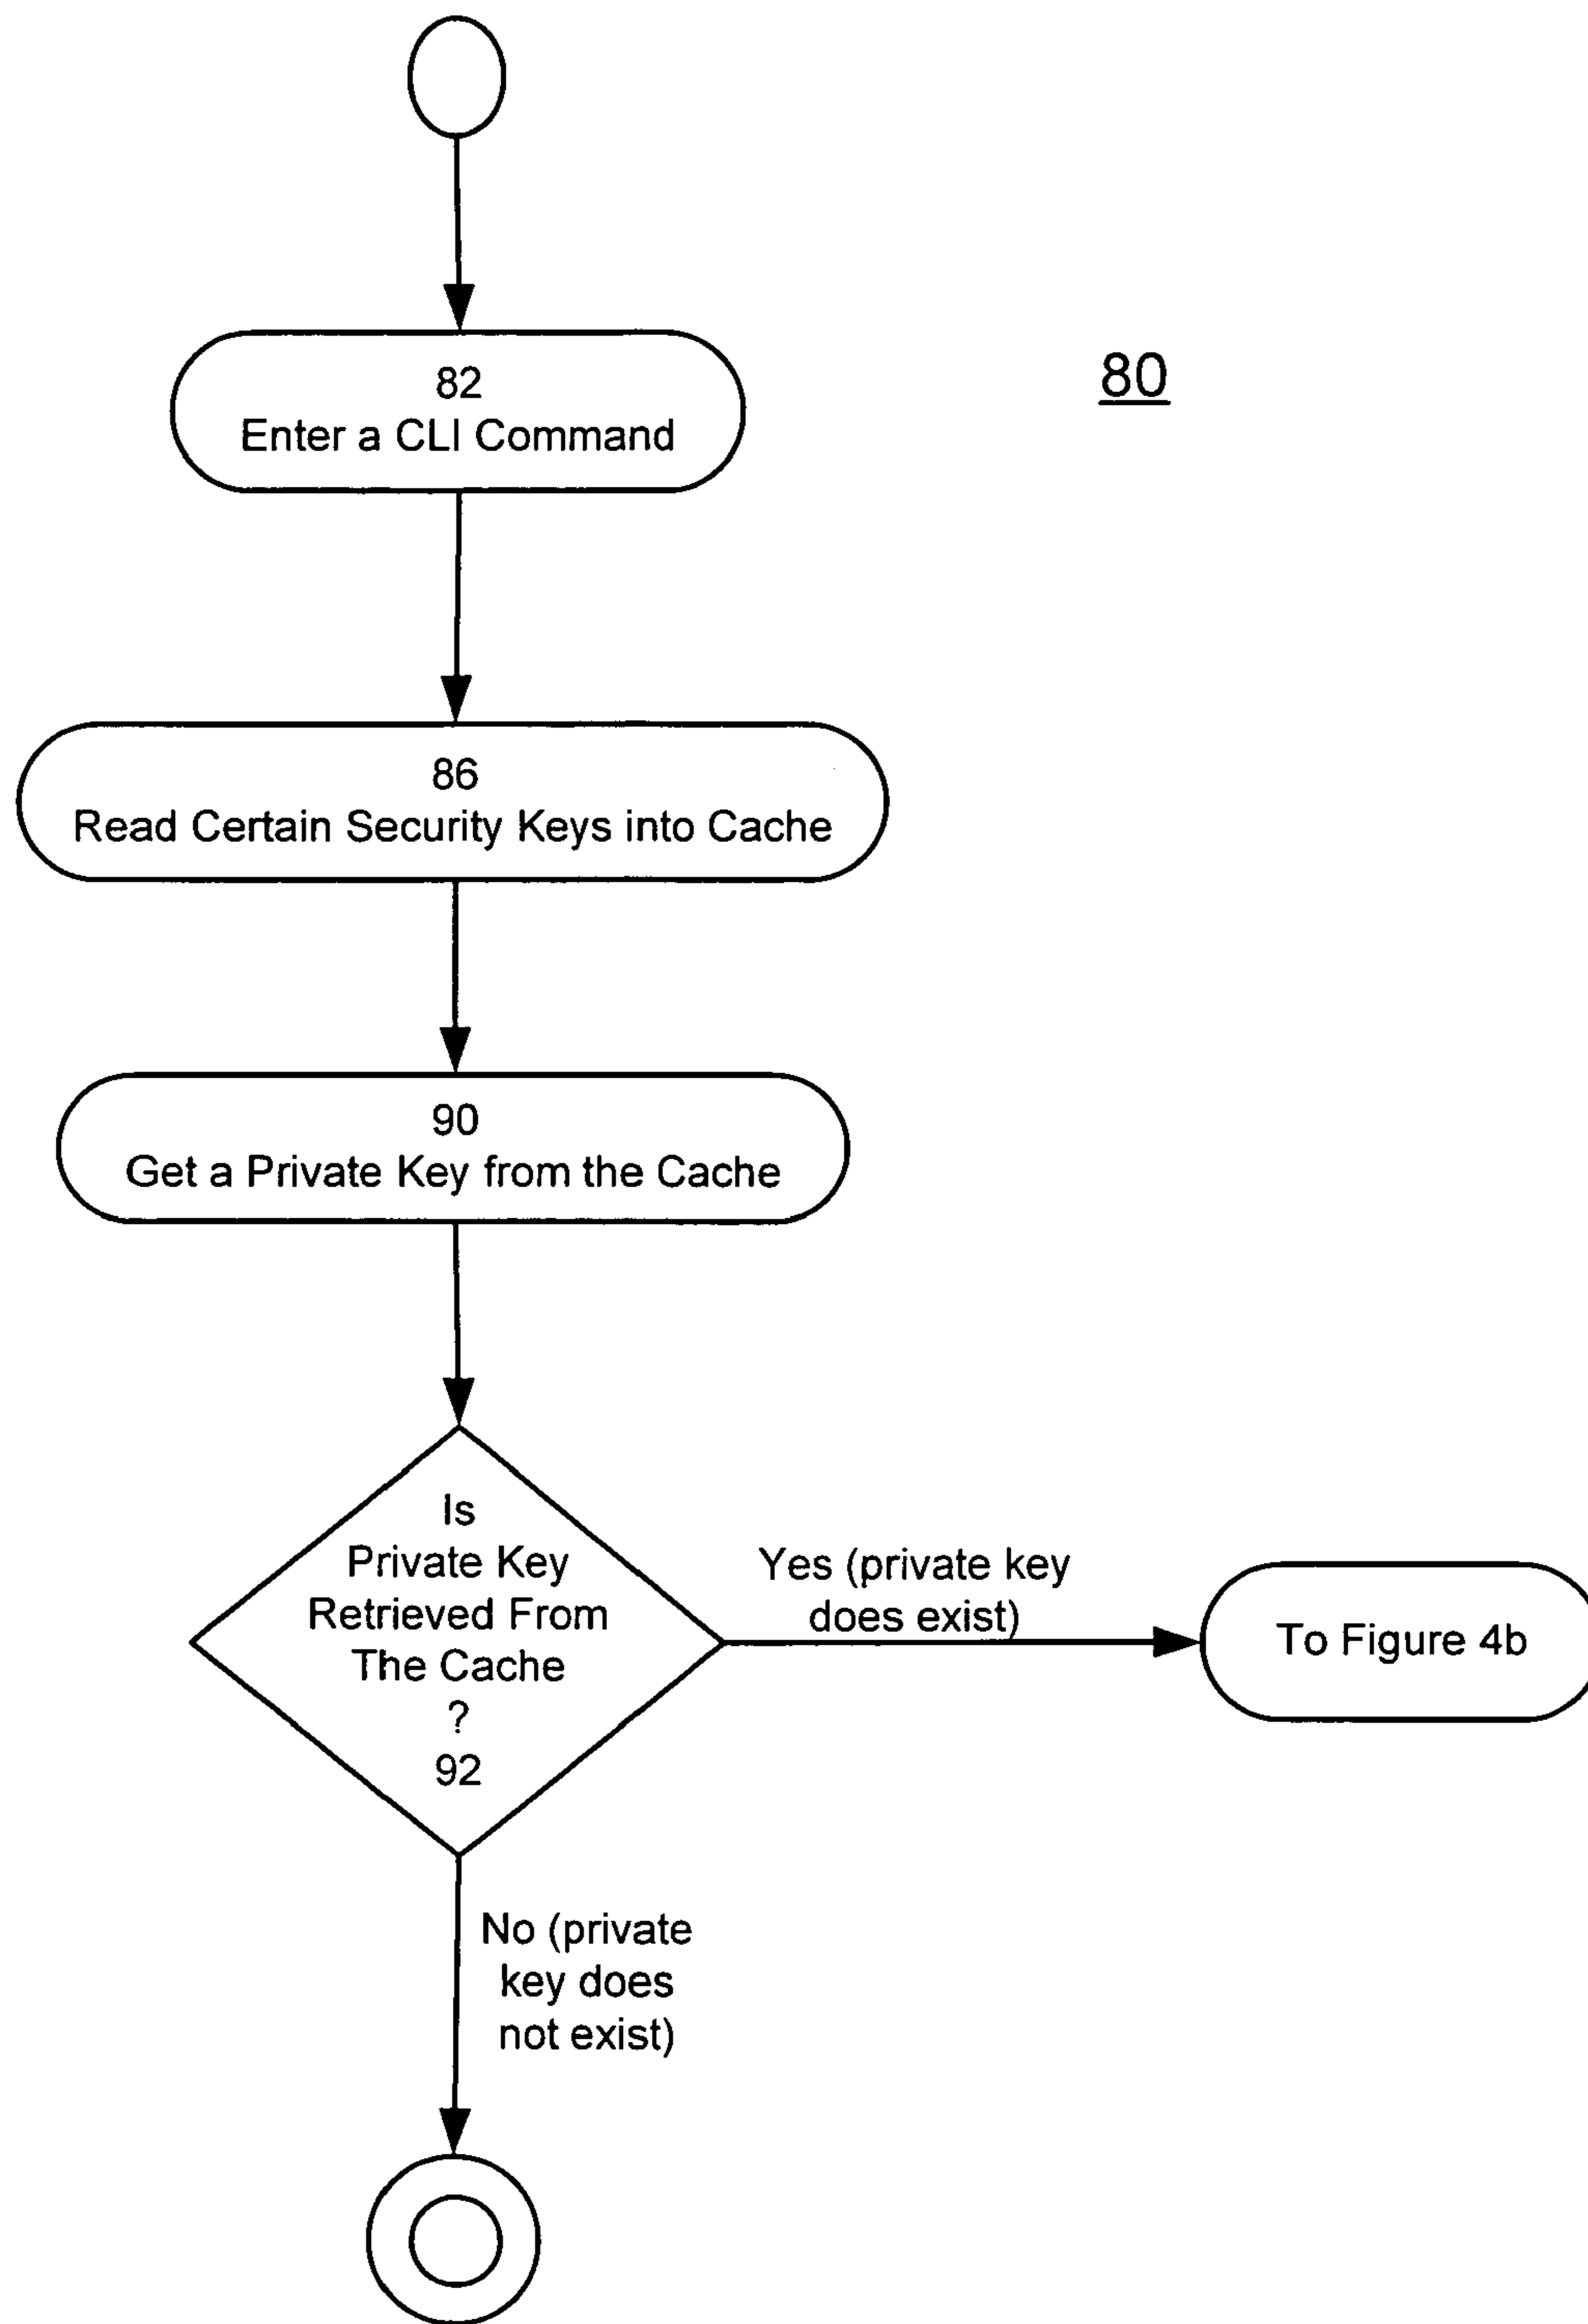 82
Enter a CLI Command
80
86
Read Certain Security Keys into Cache
90
Get a Private Key from the Cache
Is
Private Key
Retrieved From
The Cache
?
92
Yes (private key
does exist)
To Figure 4b
No (private
key does
not exist)